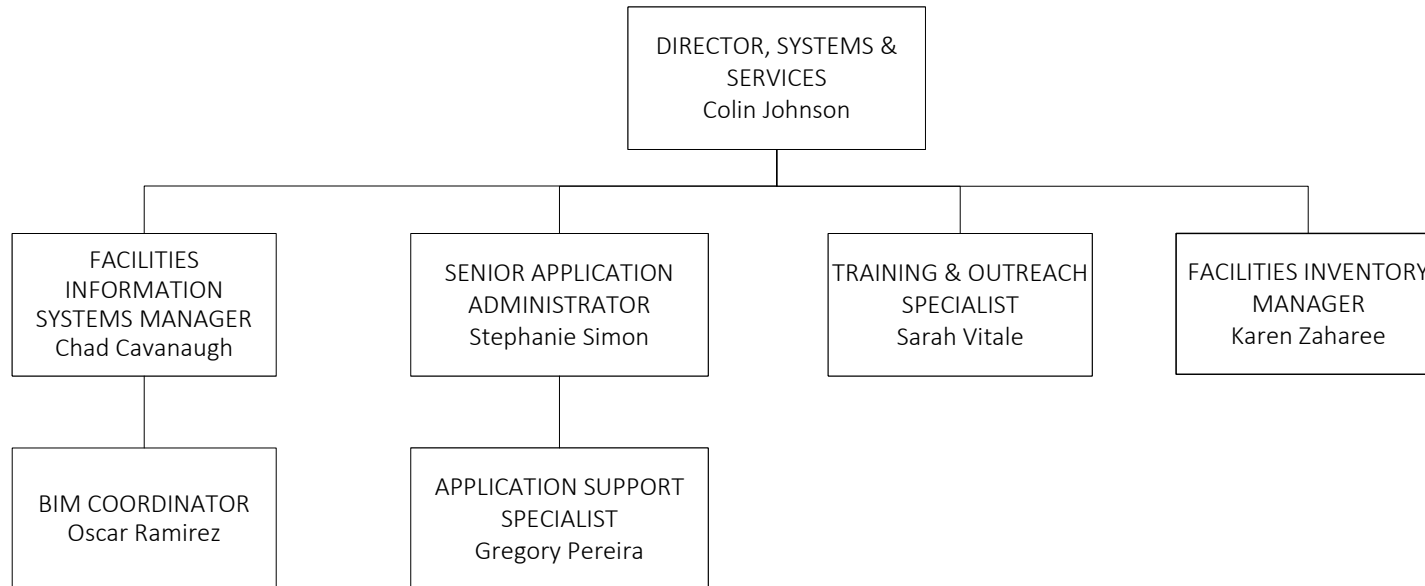 DIRECTOR, SYSTEMS &
SERVICES
Colin Johnson
FACILITIES
INFORMATION
SYSTEMS MANAGER
Chad Cavanaugh
SENIOR APPLICATION
ADMINISTRATOR
Stephanie Simon
TRAINING & OUTREACH
SPECIALIST
Sarah Vitale
FACILITIES INVENTORY
MANAGER
Karen Zaharee
BIM COORDINATOR
Oscar Ramirez
APPLICATION SUPPORT
SPECIALIST
Gregory Pereira